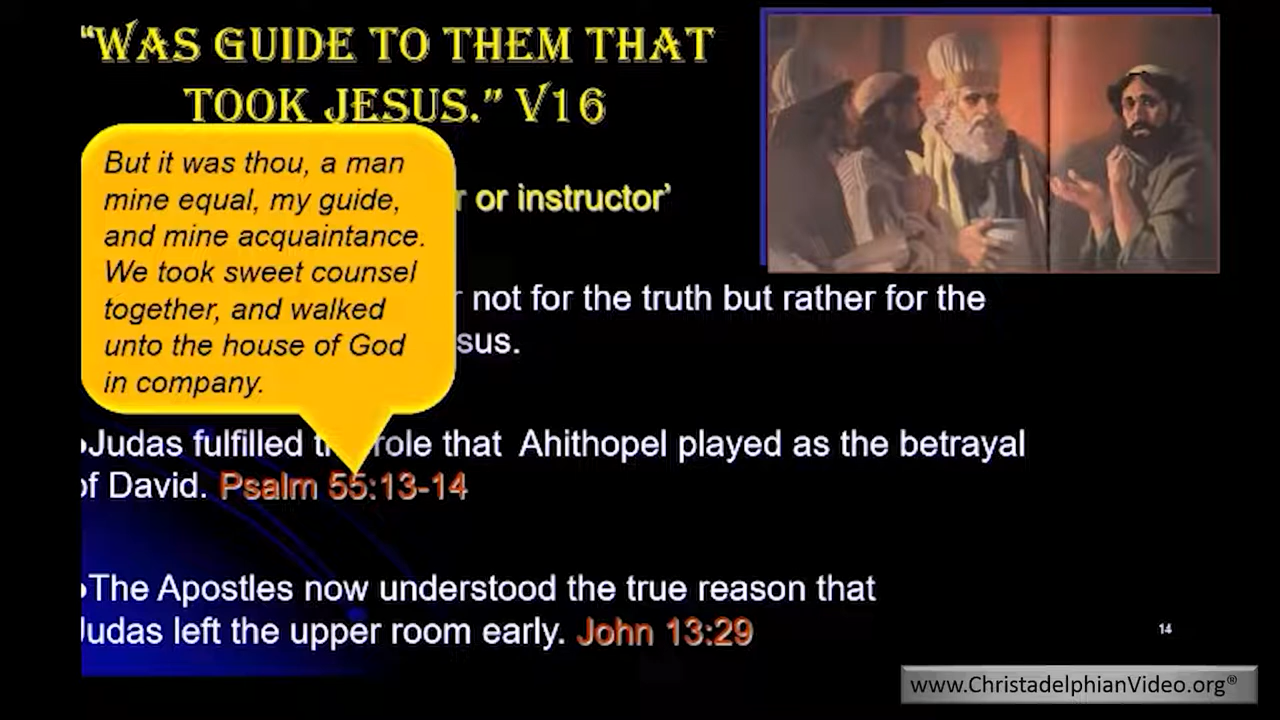 “WAS GUIDE TO THEM THAT
TOOK JESUS.” V16
But it was thou, a man
mine equal, my guide,
and mine acquaintance.
We took sweet counsel
together, and walked
unto the house of God
in company.
or instructor’
not for the truth but rather for the
sus.
•Judas fulfilled role that Ahithopel played as the betrayal
of David. Psalm 55:13-14
•The Apostles now understood the true reason that
Judas left the upper room early. John 13:29
14
www.ChristadelphianVideo.org®